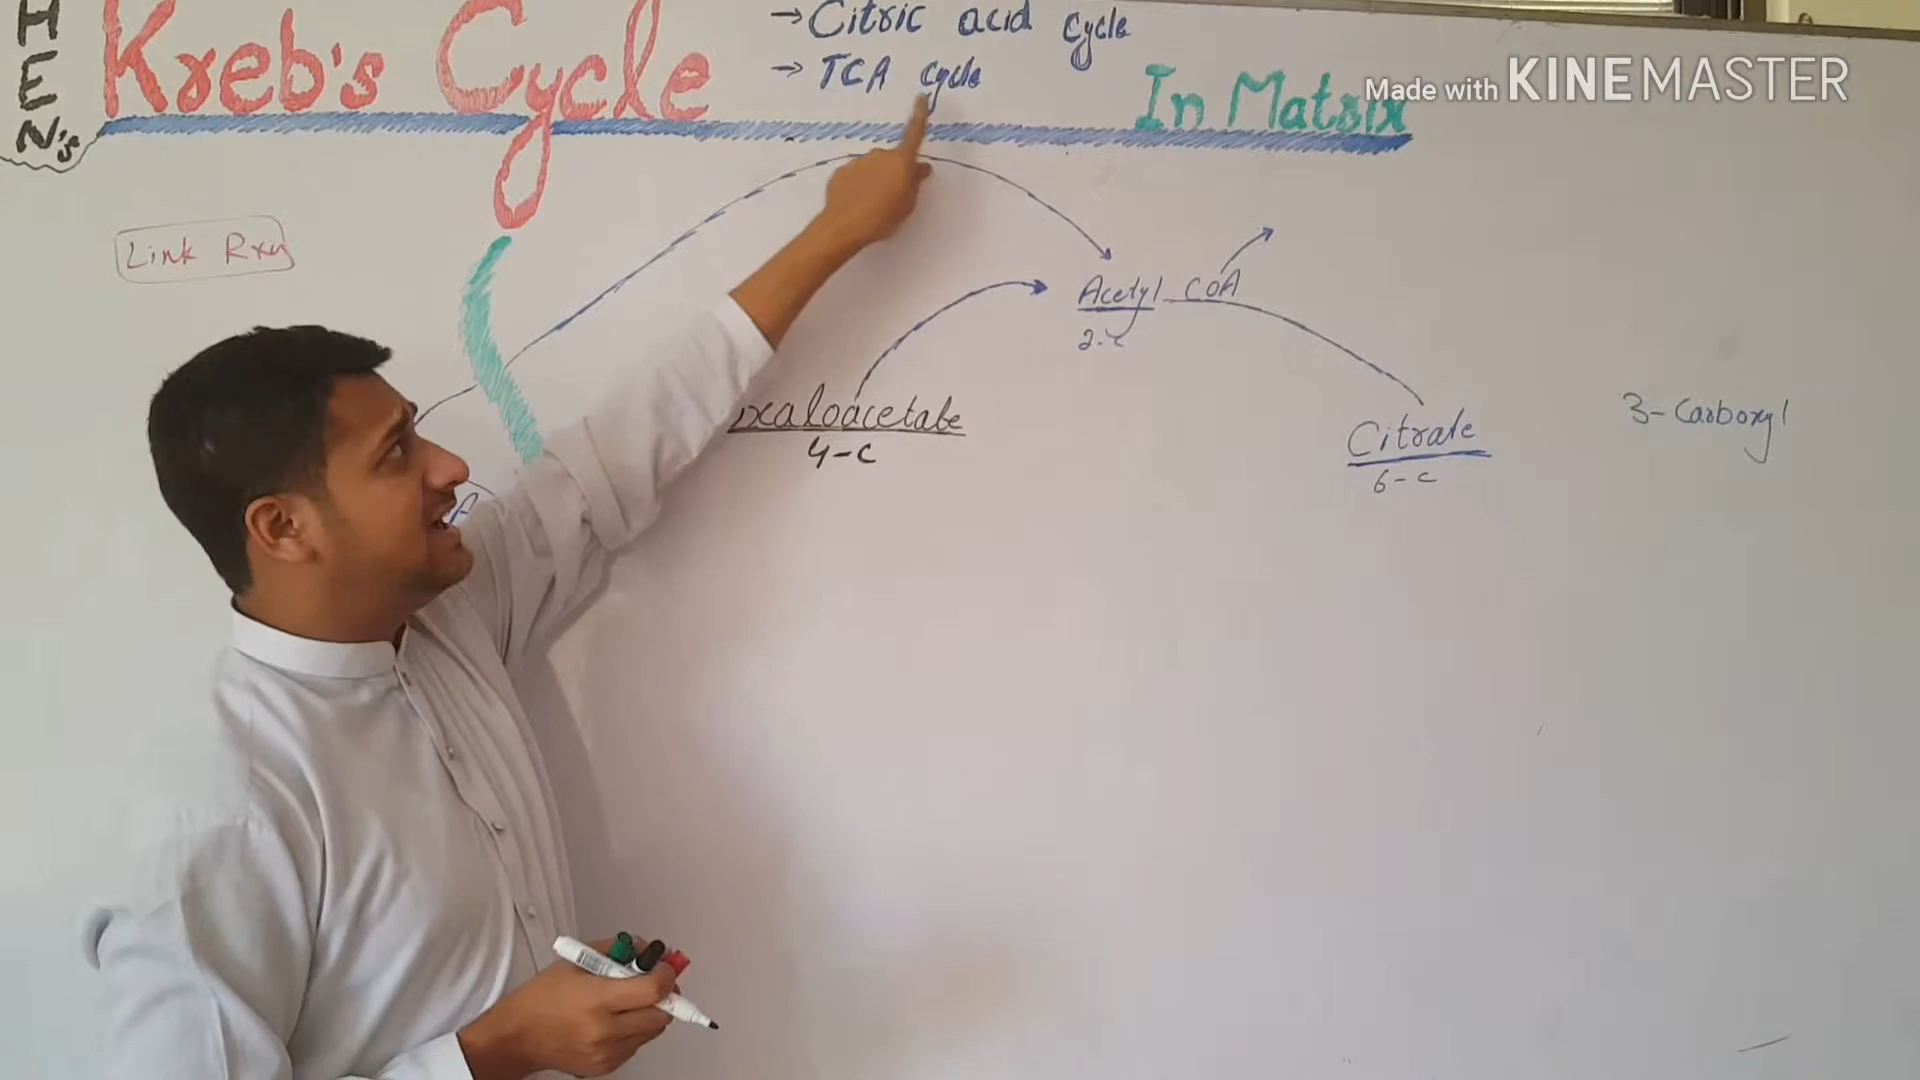 HEN's
Kreb's Cycle
→ Citric acid Cycle
→ TCA Cycle
In Matrix
Made with KINEMASTER
Link Rxn
Acetyl COA
2-c
Oxaloacetate
4-C
Citrate
6-C
3-Carboxyl
A